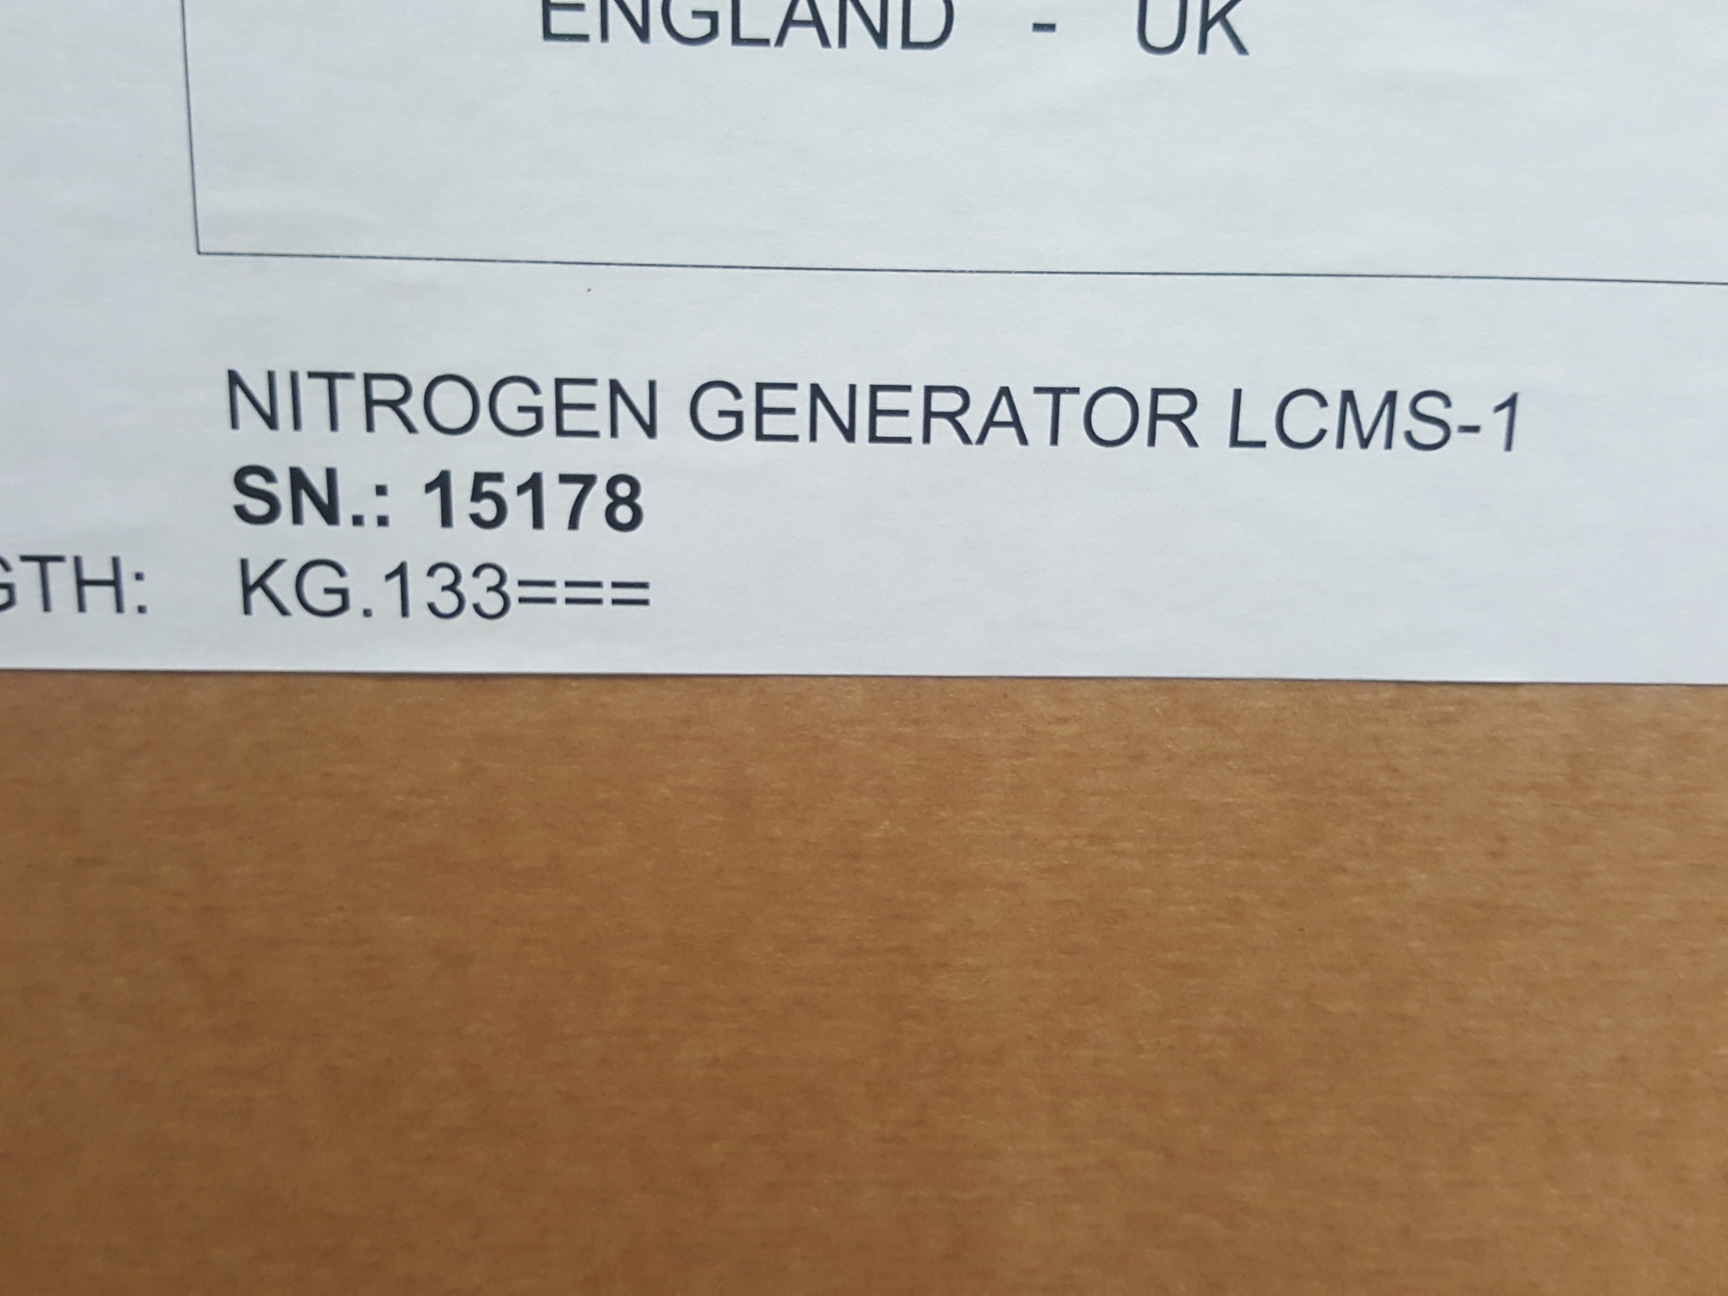 ENGLAND - UK
NITROGEN GENERATOR LCMS-1
SN.: 15178
GTH: KG.133===